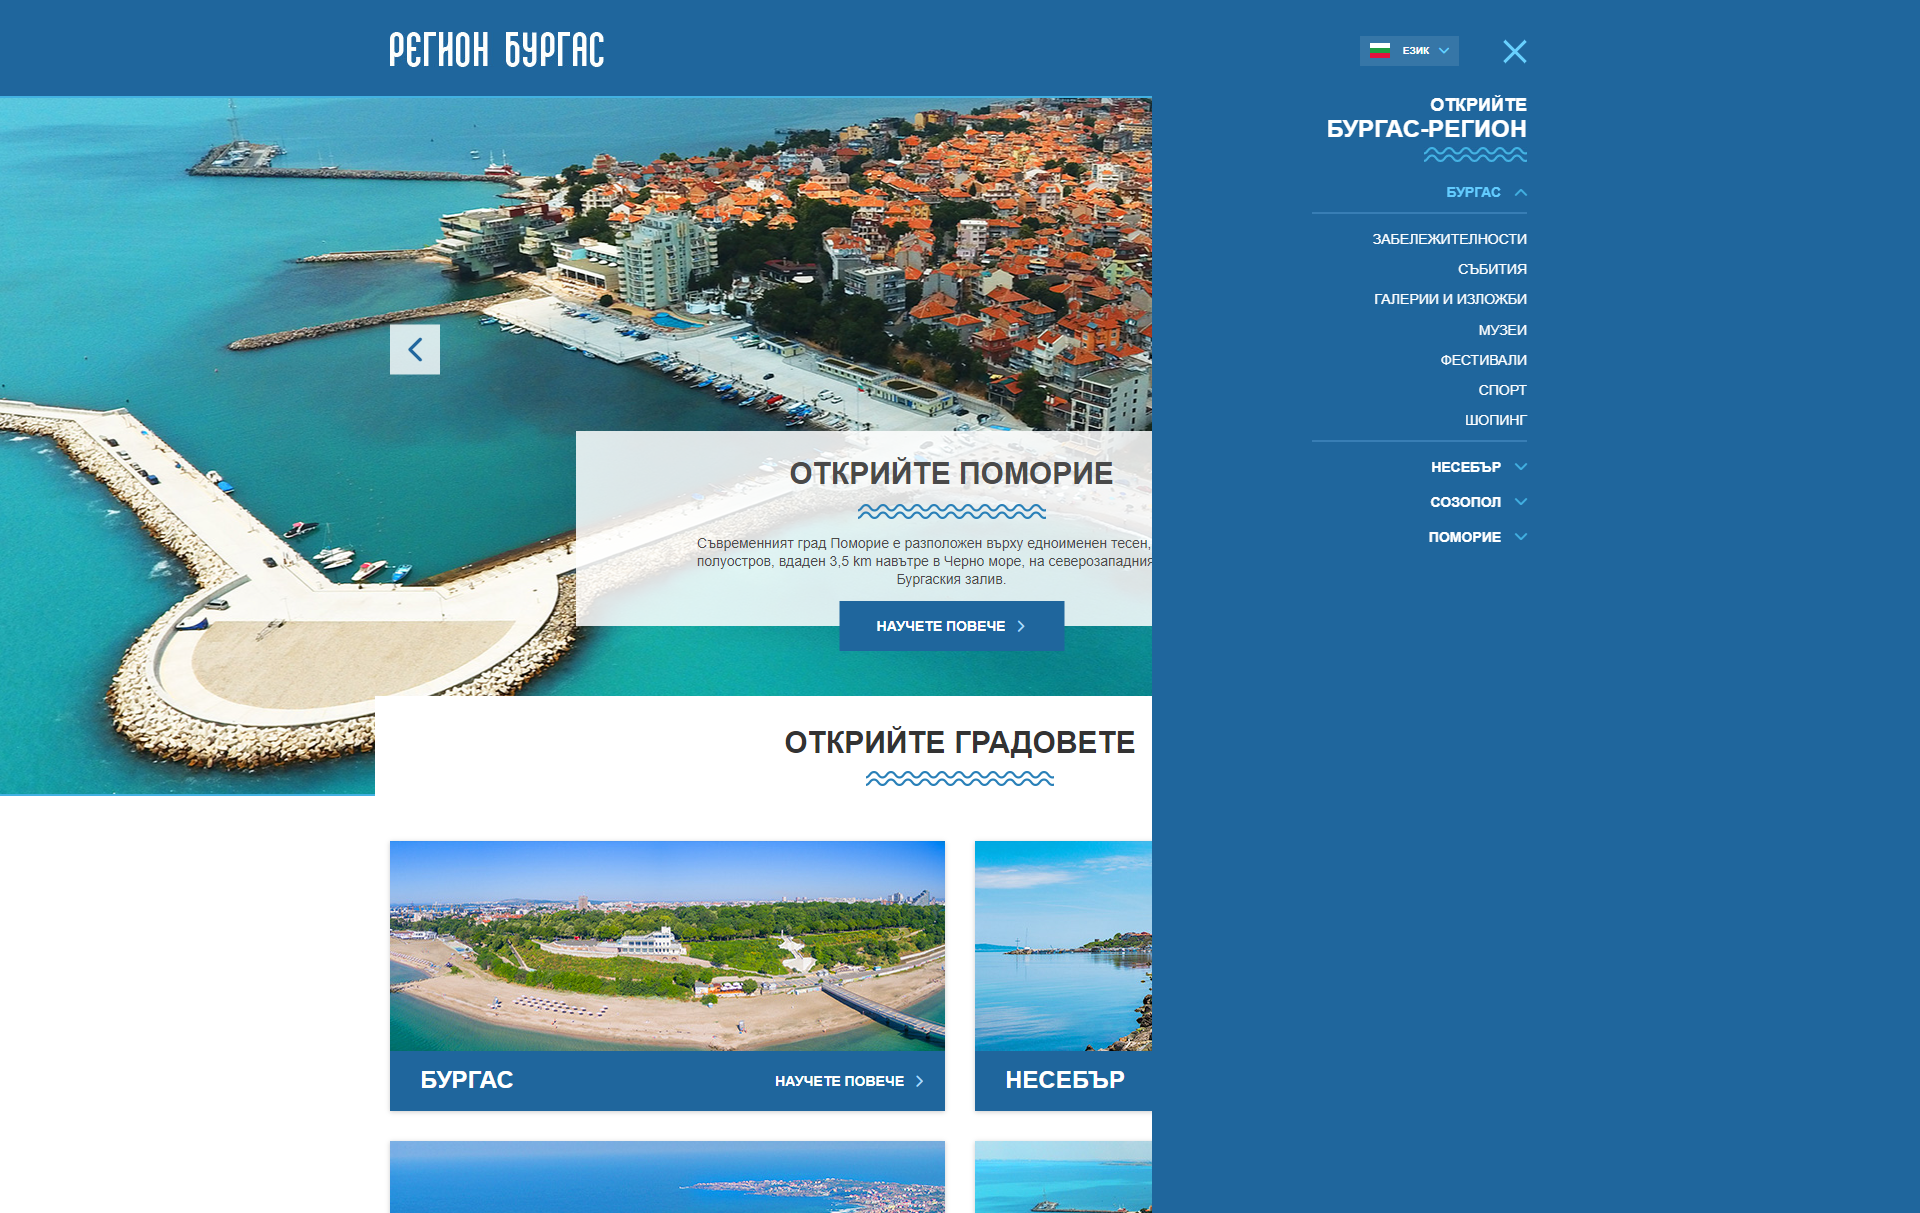 РЕГИОН БУРГАС
ЕЗИК
ОТКРИЙТЕ
БУРГАС-РЕГИОН
БУРГАС
ЗАБЕЛЕЖИТЕЛНОСТИ
СЪБИТИЯ
ГАЛЕРИИ И ИЗЛОЖБИ
МУЗЕИ
ФЕСТИВАЛИ
СПОРТ
ШОПИНГ
НЕСЕБЪР
СОЗОПОЛ
ПОМОРИЕ
ОТКРИЙТЕ ПОМОРИЕ
Съвременният град Поморие е разположен върху едноименен тесен,
полуостров, вдаден 3,5 km навътре в Черно море, на северозападния
Бургаския залив.
НАУЧЕТЕ ПОВЕЧЕ
ОТКРИЙТЕ ГРАДОВЕТЕ
БУРГАС
НАУЧЕТЕ ПОВЕЧЕ
НЕСЕБЪР